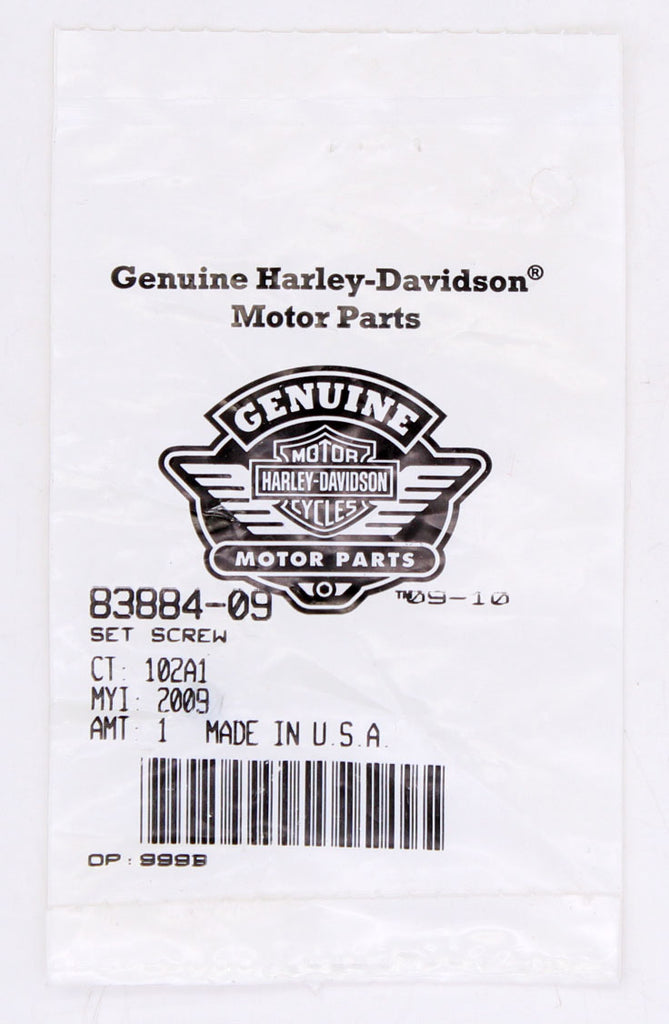 Genuine Harley-Davidson®
Motor Parts
GENUINE
MOTOR
HARLEY-DAVIDSON
CYCLES
MOTOR PARTS
83884-09
™09-10
SET SCREW
CT: 102A1
MYI: 2009
AMT: 1 MADE IN U.S.A.
OP: 999B